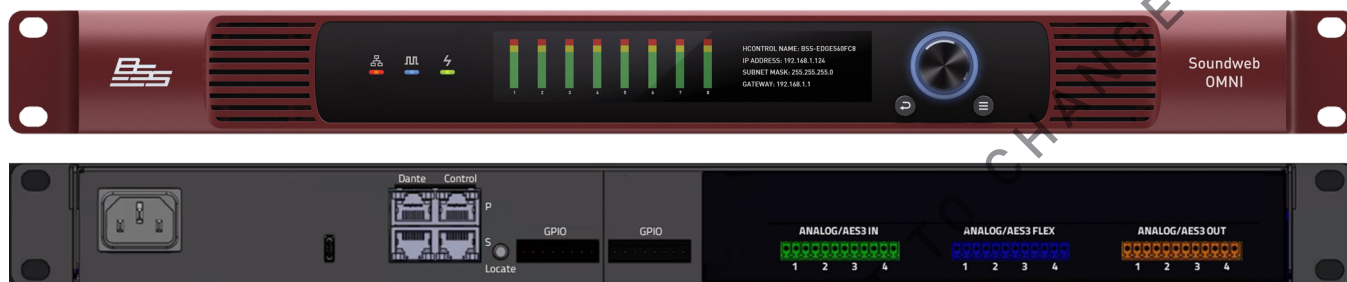 BSS
1 2 3 4 5 6 7 8
HCONTROL NAME: BSS-EDGE560FC8
IP ADDRESS: 192.168.1.124
SUBNET MASK: 255.255.255.0
GATEWAY: 192.168.1.1
Soundweb
OMNI
TO CHANGE
Dante Control
P
S
Locate
GPIO
GPIO
ANALOG/AES3 IN
1 2 3 4
ANALOG/AES3 FLEX
1 2 3 4
ANALOG/AES3 OUT
1 2 3 4